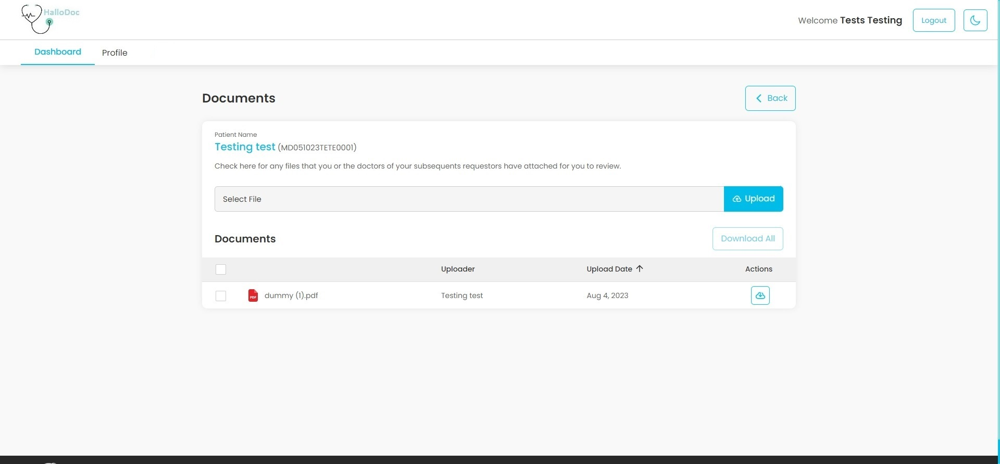 HalloDoc
Welcome Tests Testing
Logout
Dashboard
Profile
Documents
Back
Patient Name
Testing test (MD051023TETE0001)
Check here for any files that you or the doctors of your subsequents requestors have attached for you to review.
Select File
Upload
Documents
Download All
Uploader
Upload Date
Actions
PDF
dummy (1).pdf
Testing test
Aug 4, 2023